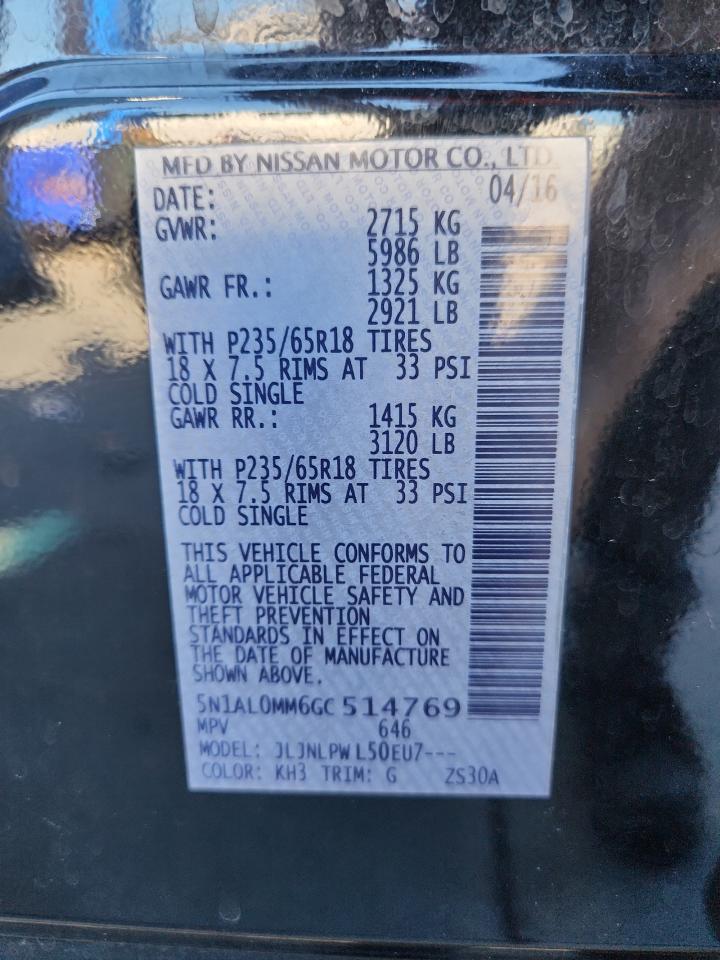 MFD BY NISSAN MOTOR CO., LTD.
DATE: 04/16
GVWR: 2715 KG
5986 LB
GAWR FR.: 1325 KG
2921 LB
WITH P235/65R18 TIRES
18 X 7.5 RIMS AT 33 PSI
COLD SINGLE
GAWR RR.: 1415 KG
3120 LB
WITH P235/65R18 TIRES
18 X 7.5 RIMS AT 33 PSI
COLD SINGLE
THIS VEHICLE CONFORMS TO
ALL APPLICABLE FEDERAL
MOTOR VEHICLE SAFETY AND
THEFT PREVENTION
STANDARDS IN EFFECT ON
THE DATE OF MANUFACTURE
SHOWN ABOVE.
5N1AL0MM6GC 514769
MPV 646
MODEL: JLJNLPW L50EU7---
COLOR: KH3 TRIM: G ZS30A